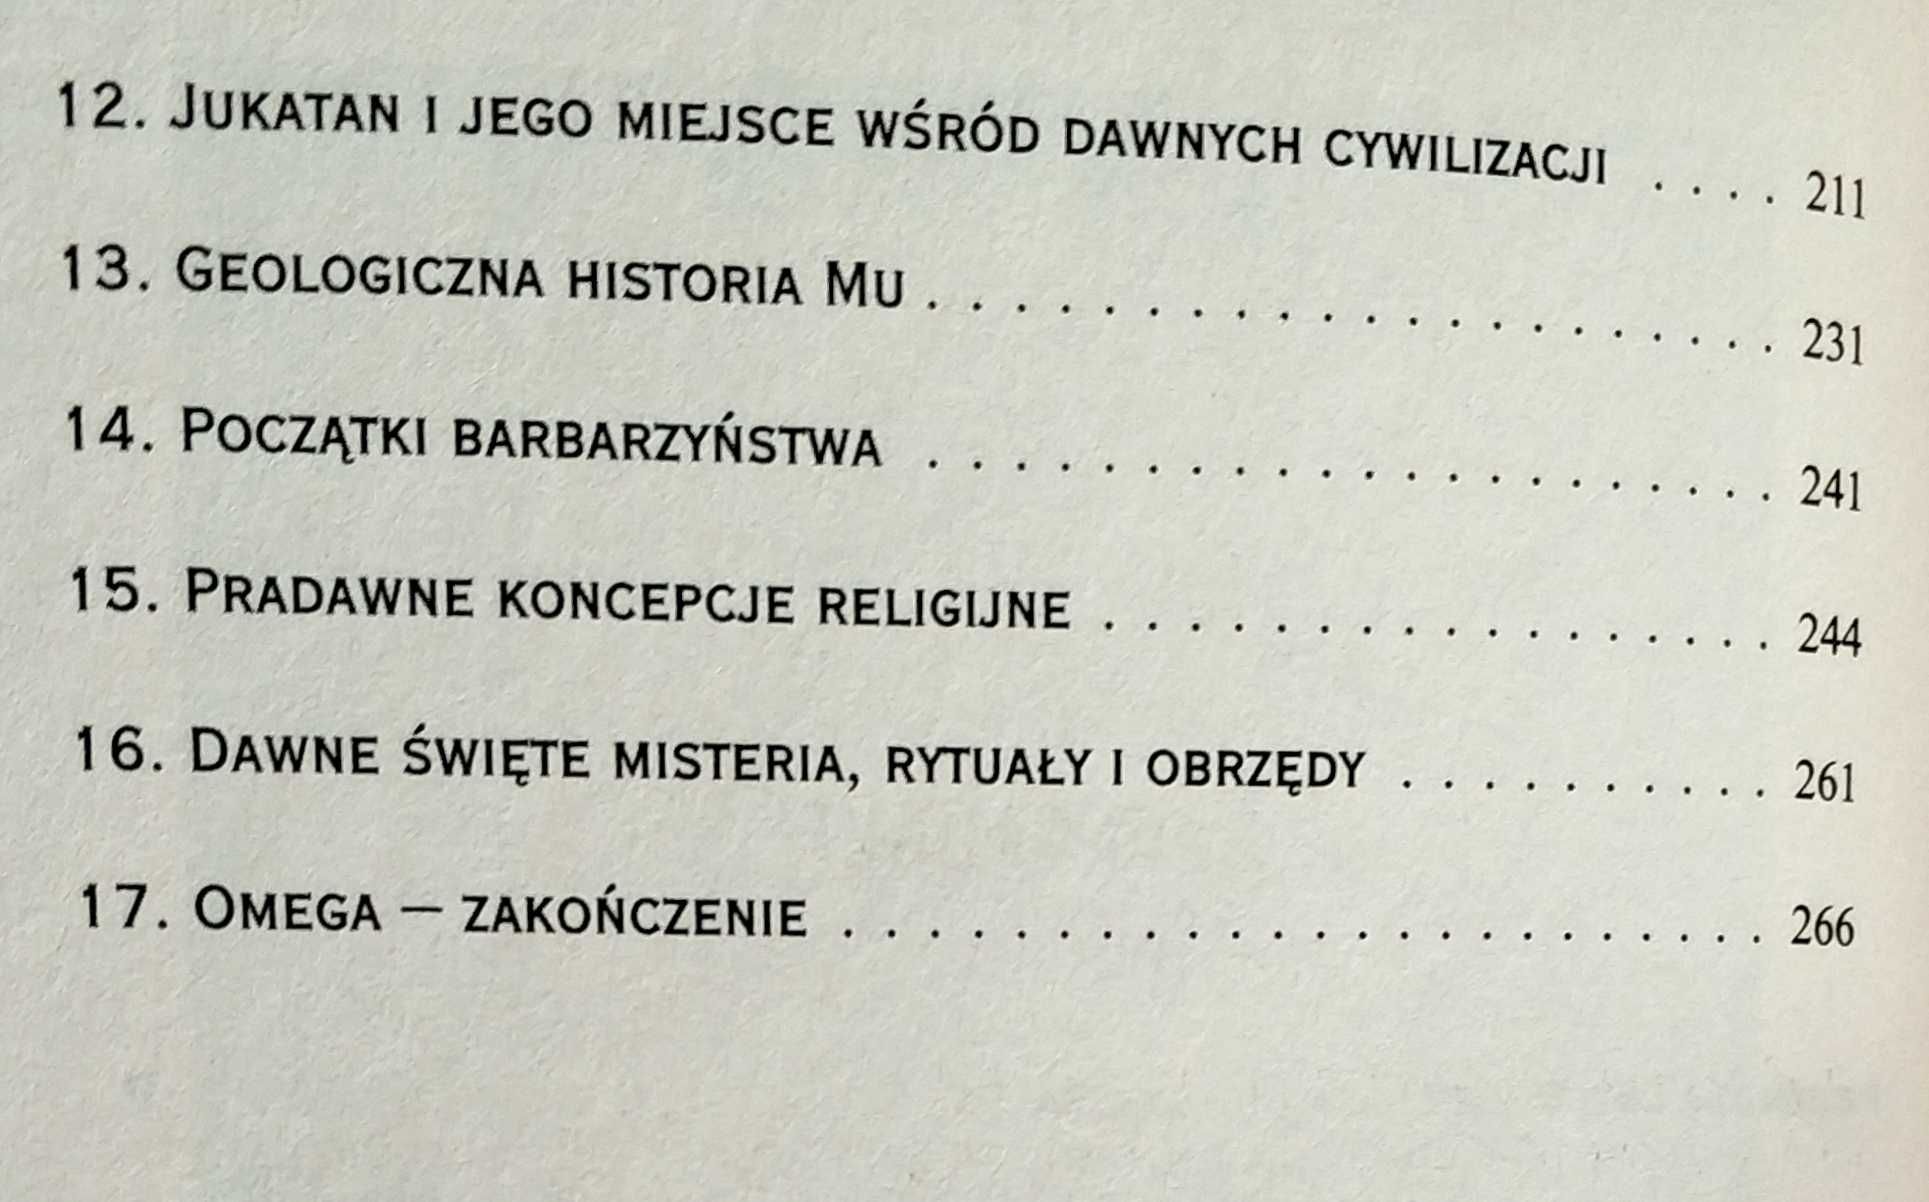 12. Jukatan i jego miejsce wśród dawnych cywilizacji . . . . 211
13. Geologiczna historia Mu . . . . . . . . . . . . . . . . . . . . . 231
14. Początki barbarzyństwa . . . . . . . . . . . . . . . . . . . . . 241
15. Pradawne koncepcje religijne . . . . . . . . . . . . . . . . . 244
16. Dawne święte misteria, rytuały i obrzędy . . . . . . . . . . 261
17. Omega — zakończenie . . . . . . . . . . . . . . . . . . . . . . . 266